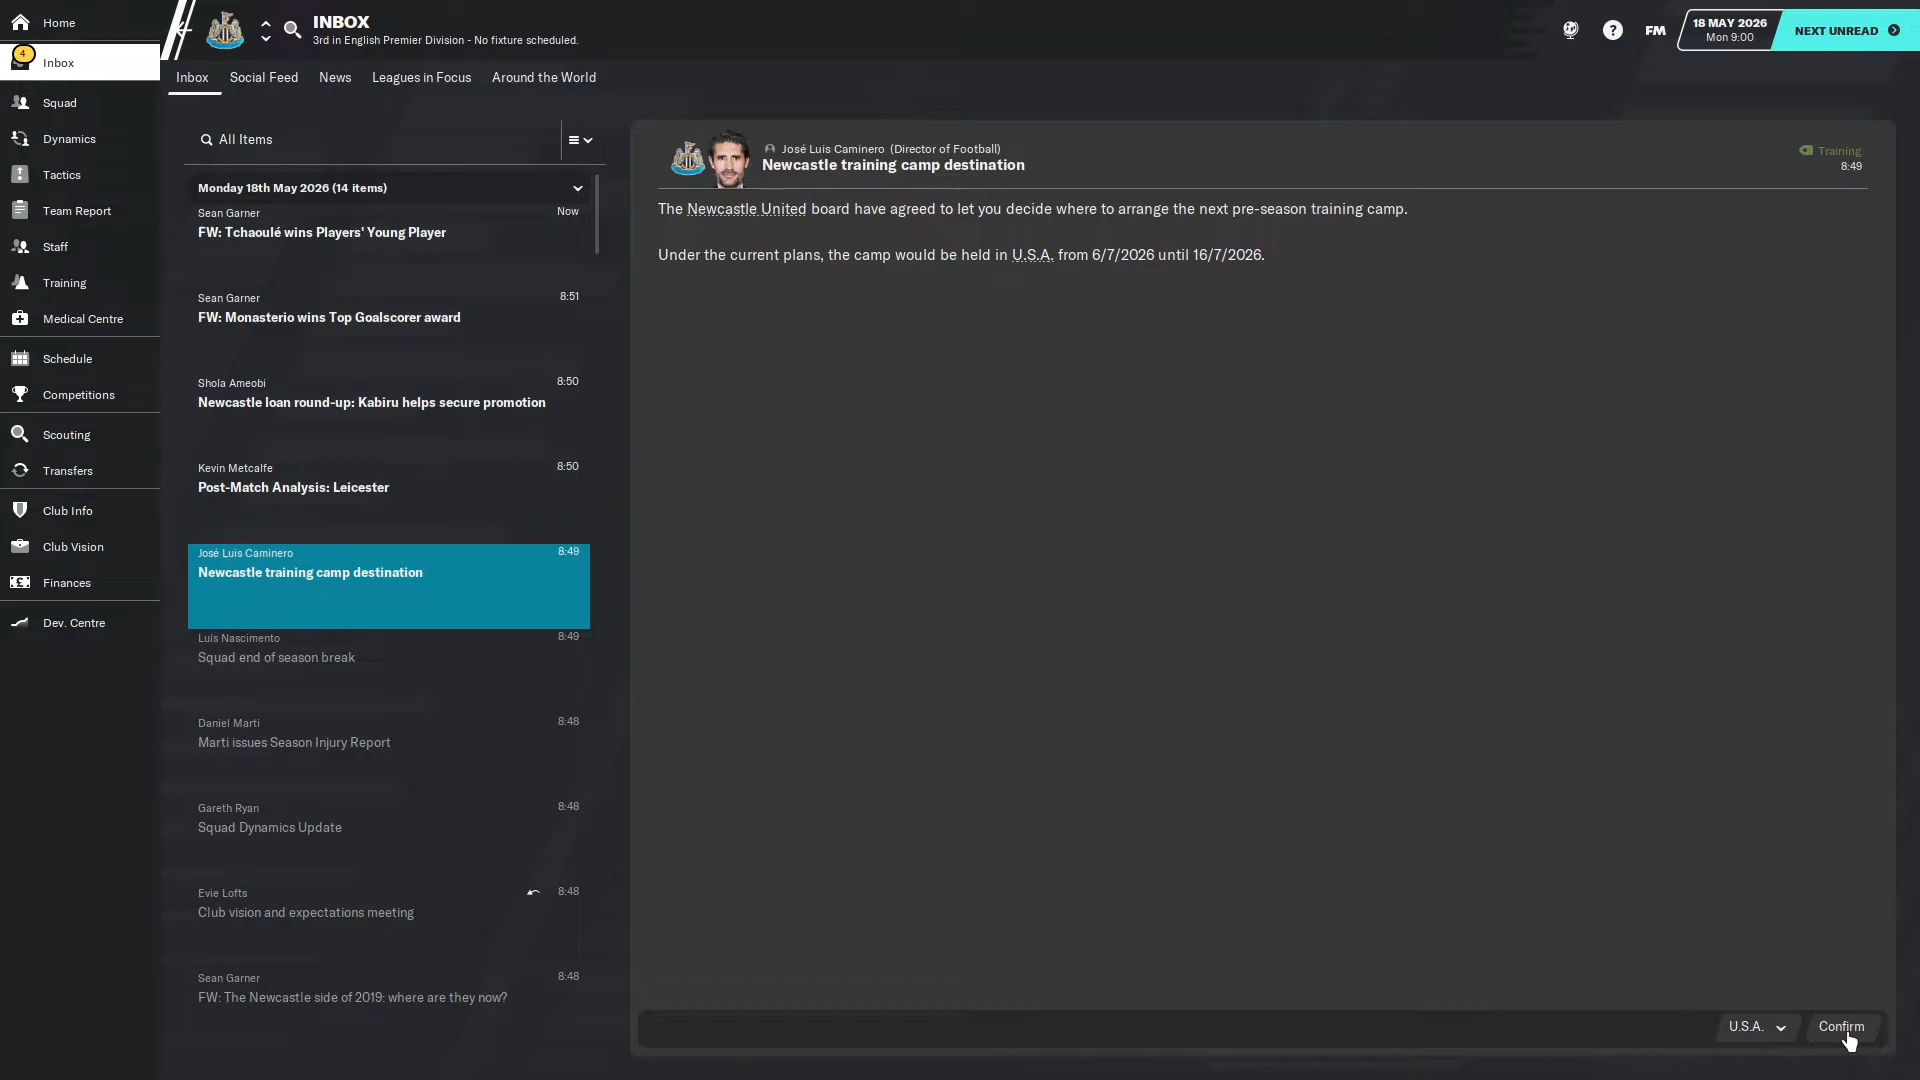 Home
4
Inbox
Squad
Dynamics
Tactics
Team Report
Staff
Training
Medical Centre
Schedule
Competitions
Scouting
Transfers
Club Info
Club Vision
Finances
Dev. Centre
INBOX
3rd in English Premier Division - No fixture scheduled.
?
FM
18 MAY 2026
Mon 9:00
NEXT UNREAD
Inbox
Social Feed
News
Leagues in Focus
Around the World
All Items
Monday 18th May 2026 (14 items)
Sean Garner
Now
FW: Tchaoulé wins Players' Young Player
Sean Garner
8:51
FW: Monasterio wins Top Goalscorer award
Shola Ameobi
8:50
Newcastle loan round-up: Kabiru helps secure promotion
Kevin Metcalfe
8:50
Post-Match Analysis: Leicester
José Luis Caminero
8:49
Newcastle training camp destination
Luís Nascimento
8:49
Squad end of season break
Daniel Marti
8:48
Marti issues Season Injury Report
Gareth Ryan
8:48
Squad Dynamics Update
Evie Lofts
8:48
Club vision and expectations meeting
Sean Garner
8:48
FW: The Newcastle side of 2019: where are they now?
José Luis Caminero (Director of Football)
Newcastle training camp destination
Training
8:49
The Newcastle United board have agreed to let you decide where to arrange the next pre-season training camp.
Under the current plans, the camp would be held in U.S.A. from 6/7/2026 until 16/7/2026.
U.S.A.
Confirm